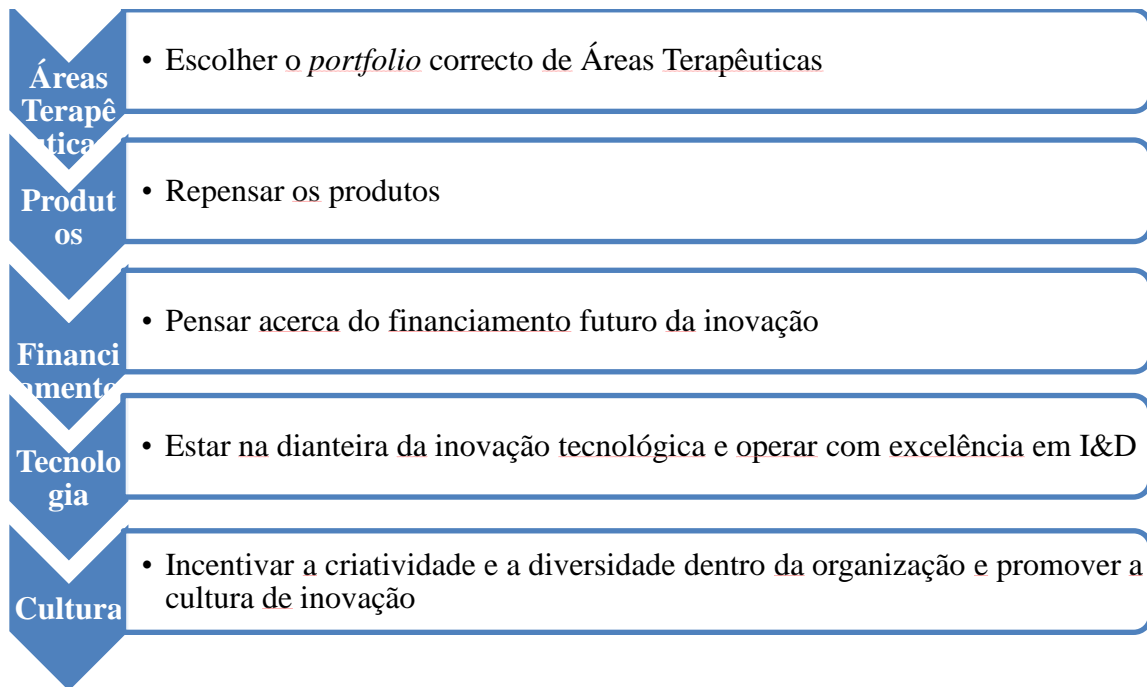 Áreas
Terapê
utica
• Escolher o portfolio correcto de Áreas Terapêuticas
Produt
os
• Repensar os produtos
Financi
amento
• Pensar acerca do financiamento futuro da inovação
Tecnolo
gia
• Estar na dianteira da inovação tecnológica e operar com excelência em I&D
Cultura
• Incentivar a criatividade e a diversidade dentro da organização e promover a
cultura de inovação